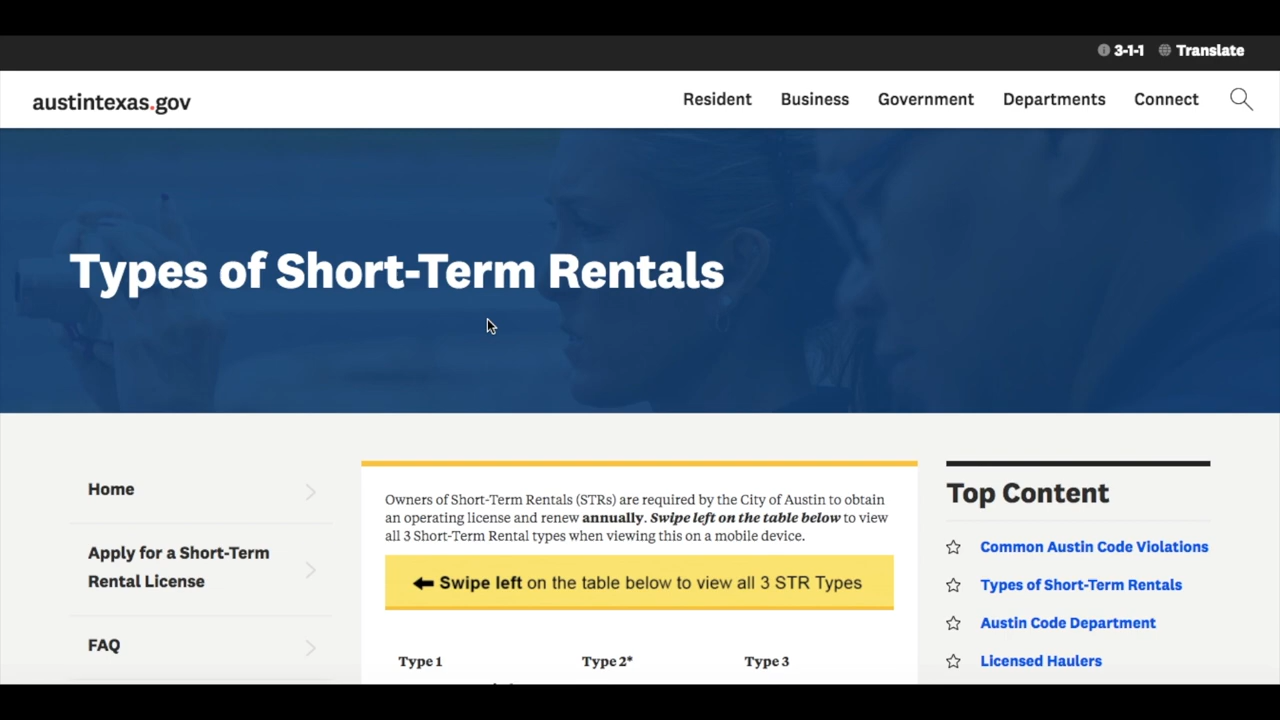 3-1-1 Translate
austintexas.gov
Resident Business Government Departments Connect
Types of Short-Term Rentals
Home
Apply for a Short-Term
Rental License
FAQ
Owners of Short-Term Rentals (STRs) are required by the City of Austin to obtain
an operating license and renew annually. Swipe left on the table below to view
all 3 Short-Term Rental types when viewing this on a mobile device.
Swipe left on the table below to view all 3 STR Types
Type 1 Type 2* Type 3
Top Content
Common Austin Code Violations
Types of Short-Term Rentals
Austin Code Department
Licensed Haulers